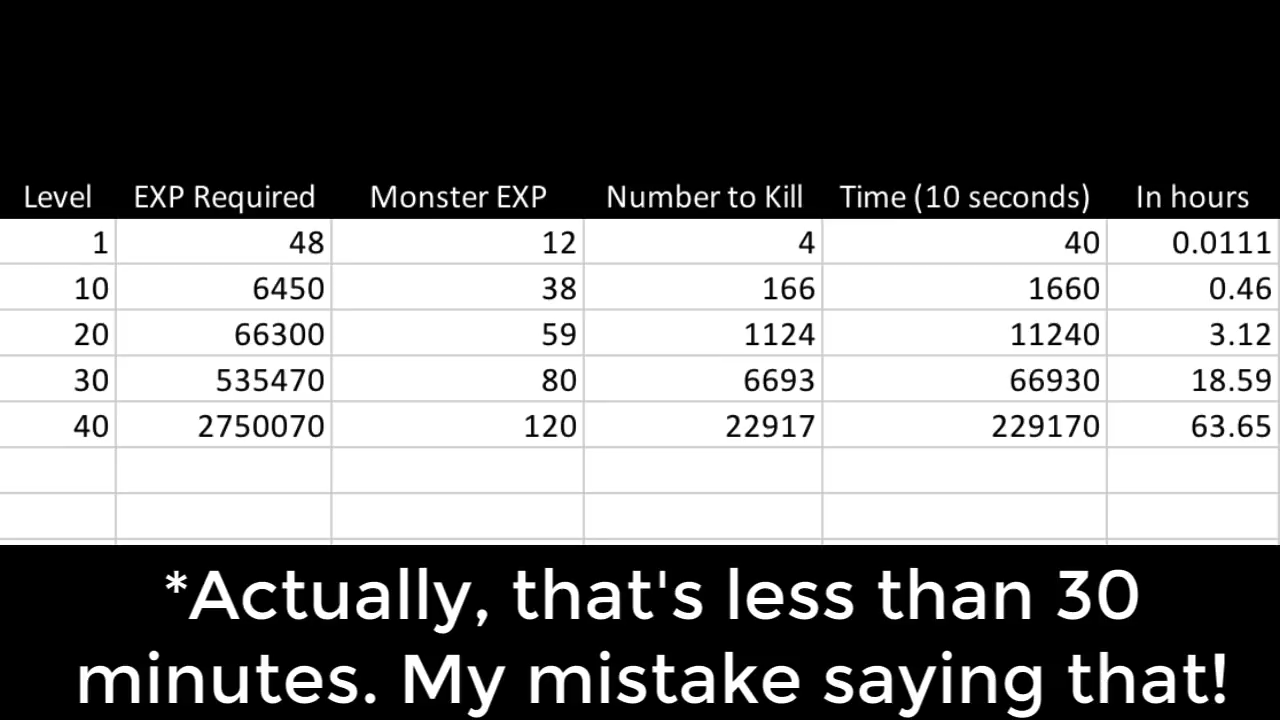 Level EXP Required Monster EXP Number to Kill Time (10 seconds) In hours
1 48 12 4 40 0.0111
10 6450 38 166 1660 0.46
20 66300 59 1124 11240 3.12
30 535470 80 6693 66930 18.59
40 2750070 120 22917 229170 63.65
*Actually, that's less than 30
minutes. My mistake saying that!